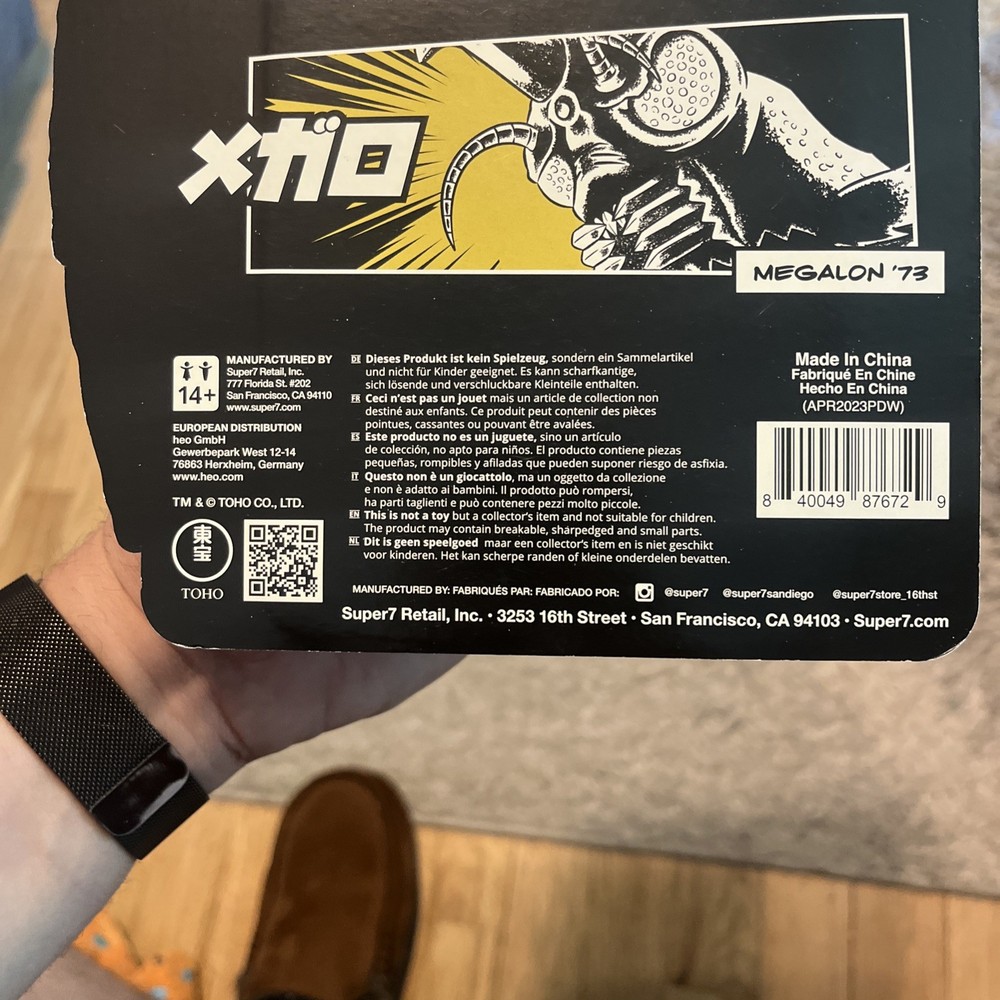 メガロ
MEGALON '73
14+
MANUFACTURED BY
Super7 Retail, Inc.
777 Florida St. #202
San Francisco, CA 94110
www.super7.com
EUROPEAN DISTRIBUTION
heo GmbH
Gewerbepark West 12-14
76863 Herxheim, Germany
www.heo.com
TM & © TOHO CO., LTD.
東宝
TOHO
DE Dieses Produkt ist kein Spielzeug, sondern ein Sammelartikel
und nicht für Kinder geeignet. Es kann scharfkantige,
sich lösende und verschluckbare Kleinteile enthalten.
FR Ceci n'est pas un jouet mais un article de collection non
destiné aux enfants. Ce produit peut contenir des pièces
pointues, cassantes ou pouvant être avalées.
ES Este producto no es un juguete, sino un artículo
de colección, no apto para niños. El producto contiene piezas
pequeñas, rompibles y afiladas que pueden suponer riesgo de asfixia.
IT Questo non è un giocattolo, ma un oggetto da collezione
e non è adatto ai bambini. Il prodotto può rompersi,
ha parti taglienti e può contenere pezzi molto piccole.
EN This is not a toy but a collector's item and not suitable for children.
The product may contain breakable, sharpedged and small parts.
NL Dit is geen speelgoed maar een collector's item en is niet geschikt
voor kinderen. Het kan scherpe randen of kleine onderdelen bevatten.
Made In China
Fabriqué En Chine
Hecho En China
(APR2023PDW)
8 40049 87672 9
MANUFACTURED BY: FABRIQUÉS PAR: FABRICADO POR: @super7 @super7sandiego @super7store_16thst
Super7 Retail, Inc. · 3253 16th Street · San Francisco, CA 94103 · Super7.com